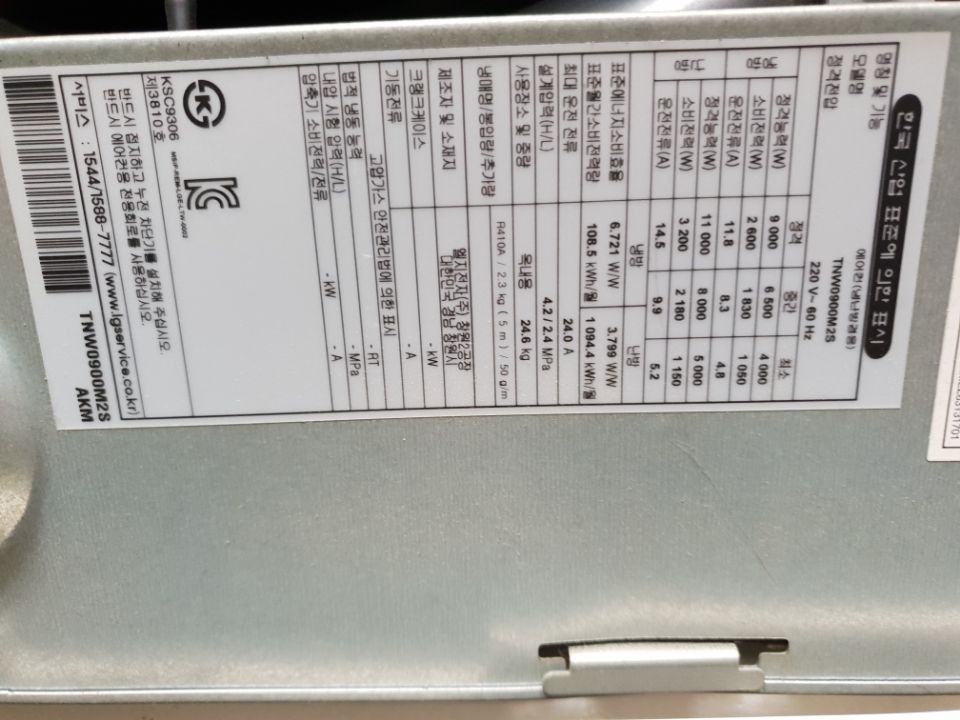 한국 산업 표준에 의한 표시
명칭 및 기능 에어컨(냉난방겸용)
모델명 TNW0900M2S
정격전압 220 V~ 60 Hz
정격 중간 최소
냉방 정격능력(W) 9 000 6 500 4 000
소비전력(W) 2 600 1 830 1 050
운전전류(A) 11.8 8.3 4.8
난방 정격능력(W) 11 000 8 000 5 000
소비전력(W) 3 200 2 180 1 150
운전전류(A) 14.5 9.9 5.2
냉방 난방
표준에너지소비효율 6.721 W/W 3.799 W/W
표준월간소비전력량 108.5 kWh/월 1 094.4 kWh/월
최대 운전 전류 24.0 A
설계압력(H/L) 4.2 / 2.4 MPa
사용장소 및 중량 옥내용 24.6 kg
냉매명/봉입량/추가량 R410A / 2.3 kg ( 5 m ) / 50 g/m
제조자 및 소재지 엘지전자(주) 창원2공장
대한민국 경남 창원시
크랭크케이스 - kW
기동전류 - A
고압가스 안전관리법에 의한 표시
법적 냉동 능력 - RT
내압 시험 압력(H/L) - MPa
압축기 소비전력/전류 - kW - A
KSC9306
제5810호
MSIP-REM-LGE-LTW-0002
반드시 접지하고 누전 차단기를 설치해 주십시오.
반드시 에어컨용 전용회로를 사용하십시오.
서비스 : 1544/1588-7777 (www.lgservice.co.kr)
TNW0900M2S
AKM